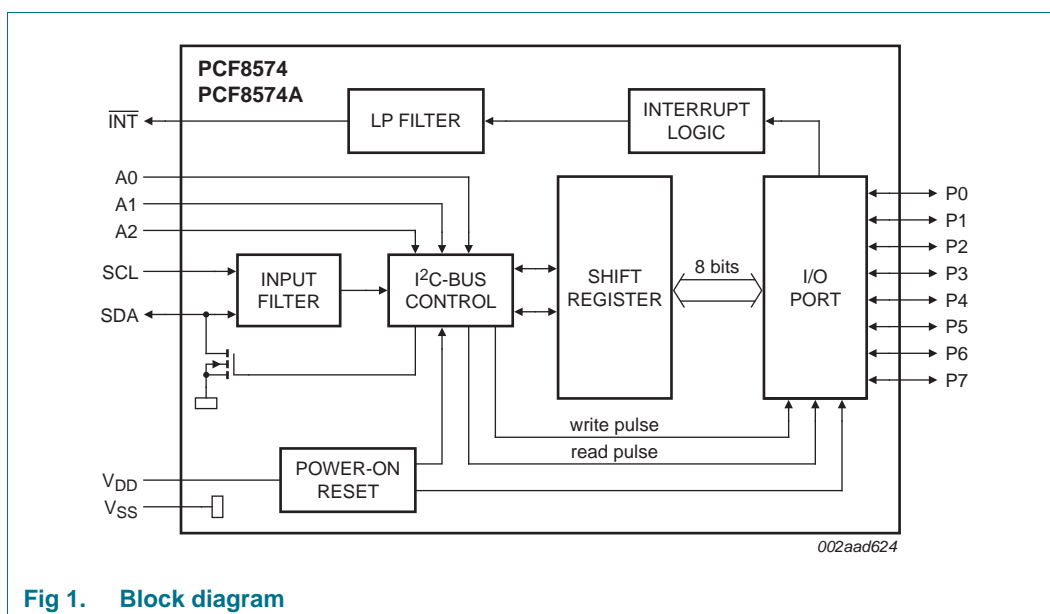 PCF8574
PCF8574A
INT
LP FILTER
INTERRUPT
LOGIC
A0
A1
A2
SCL
SDA
INPUT
FILTER
I²C-BUS
CONTROL
SHIFT
REGISTER
8 bits
I/O
PORT
P0
P1
P2
P3
P4
P5
P6
P7
write pulse
read pulse
VDD
VSS
POWER-ON
RESET
002aad624
Fig 1. Block diagram